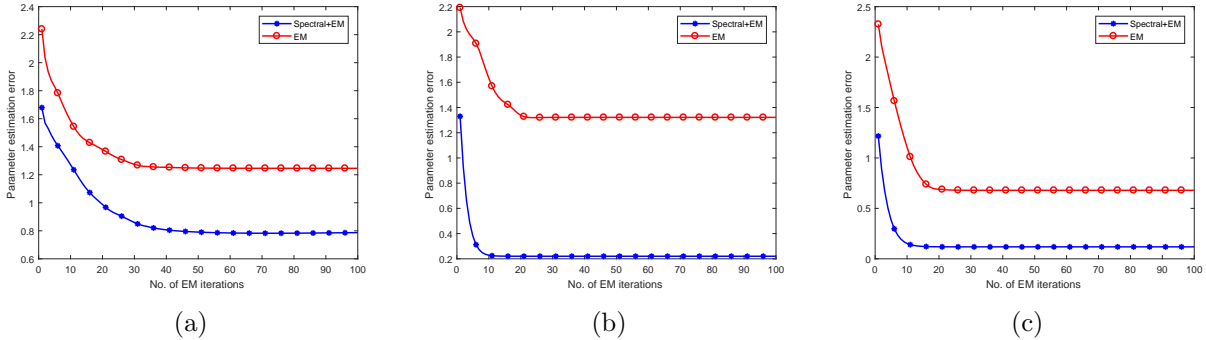 2.4
2.2
2
1.8
1.6
1.4
1.2
1
0.8
0.6
Parameter estimation error
0 10 20 30 40 50 60 70 80 90 100
No. of EM iterations
Spectral+EM
EM
(a)
2.2
2
1.8
1.6
1.4
1.2
1
0.8
0.6
0.4
0.2
Parameter estimation error
0 10 20 30 40 50 60 70 80 90 100
No. of EM iterations
Spectral+EM
EM
(b)
2.5
2
1.5
1
0.5
0
Parameter estimation error
0 10 20 30 40 50 60 70 80 90 100
No. of EM iterations
Spectral+EM
EM
(c)